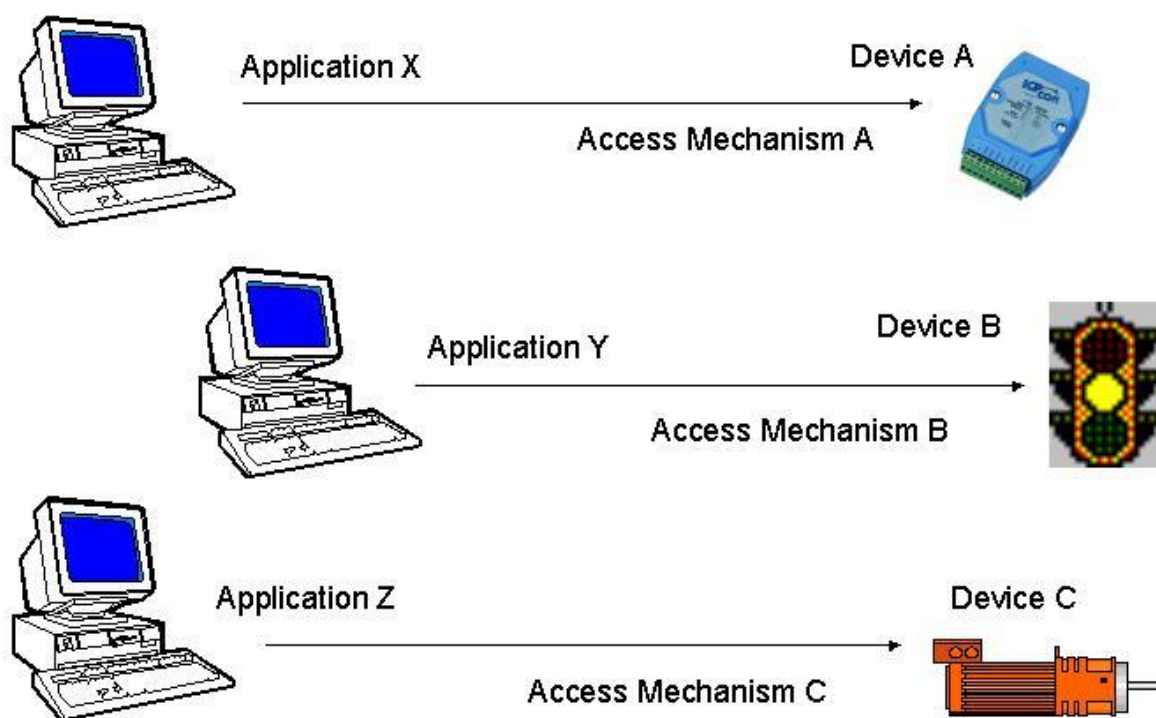 Application X
Device A
Access Mechanism A
Application Y
Device B
Access Mechanism B
Application Z
Device C
Access Mechanism C